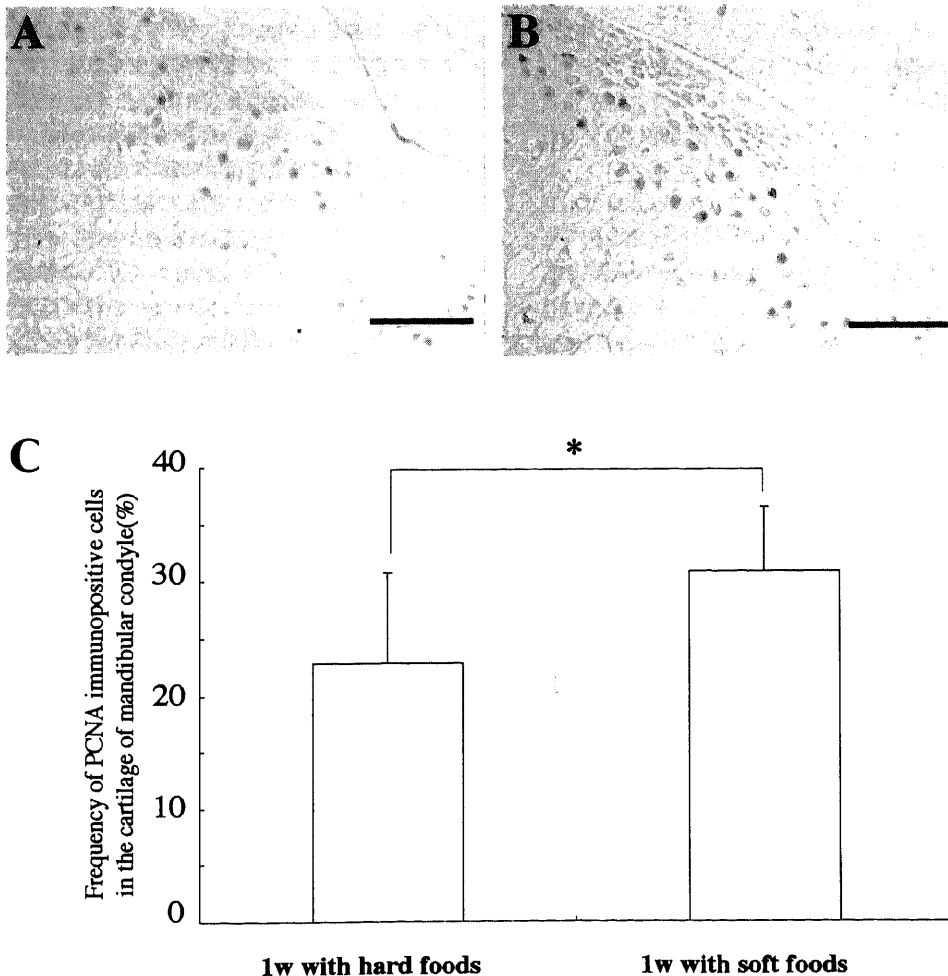 A
B
C
*
40
30
20
10
0
Frequency of PCNA immunopositive cells
in the cartilage of mandibular condyle(%)
1w with hard foods
1w with soft foods